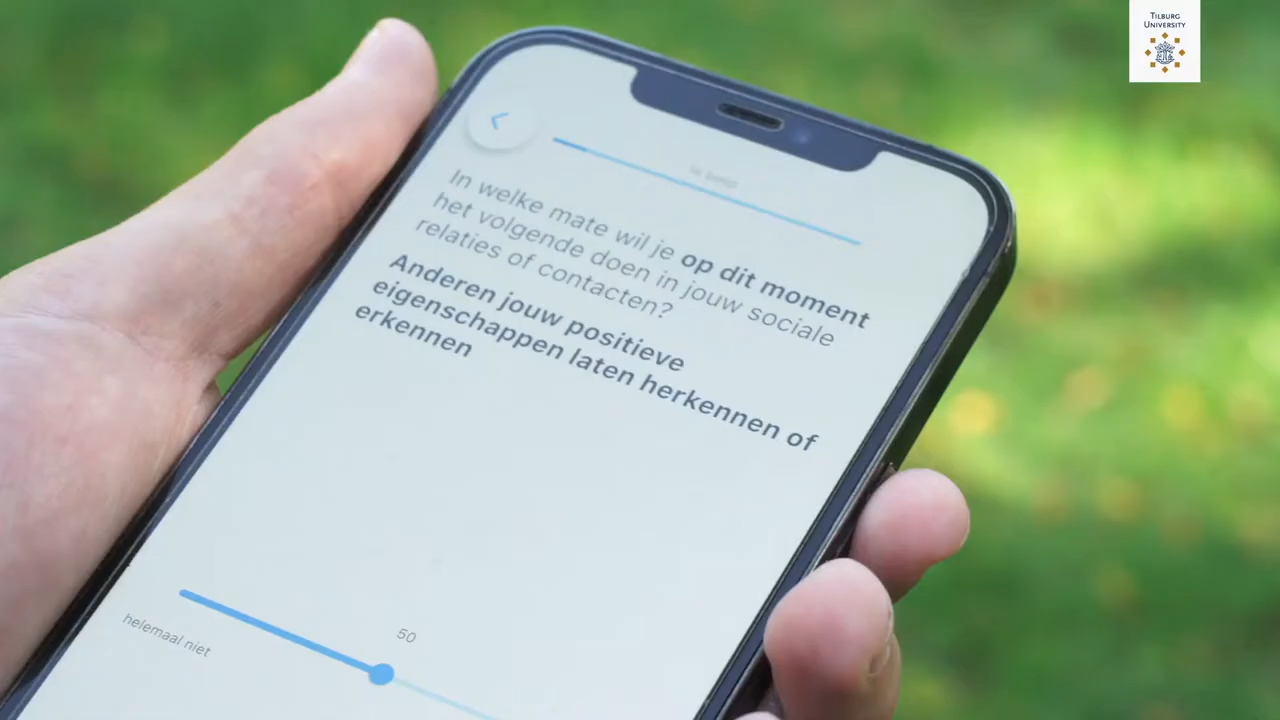 TILBURG
UNIVERSITY
In welke mate wil je op dit moment
het volgende doen in jouw sociale
relaties of contacten?
Anderen jouw positieve
eigenschappen laten herkennen of
erkennen
50
helemaal niet